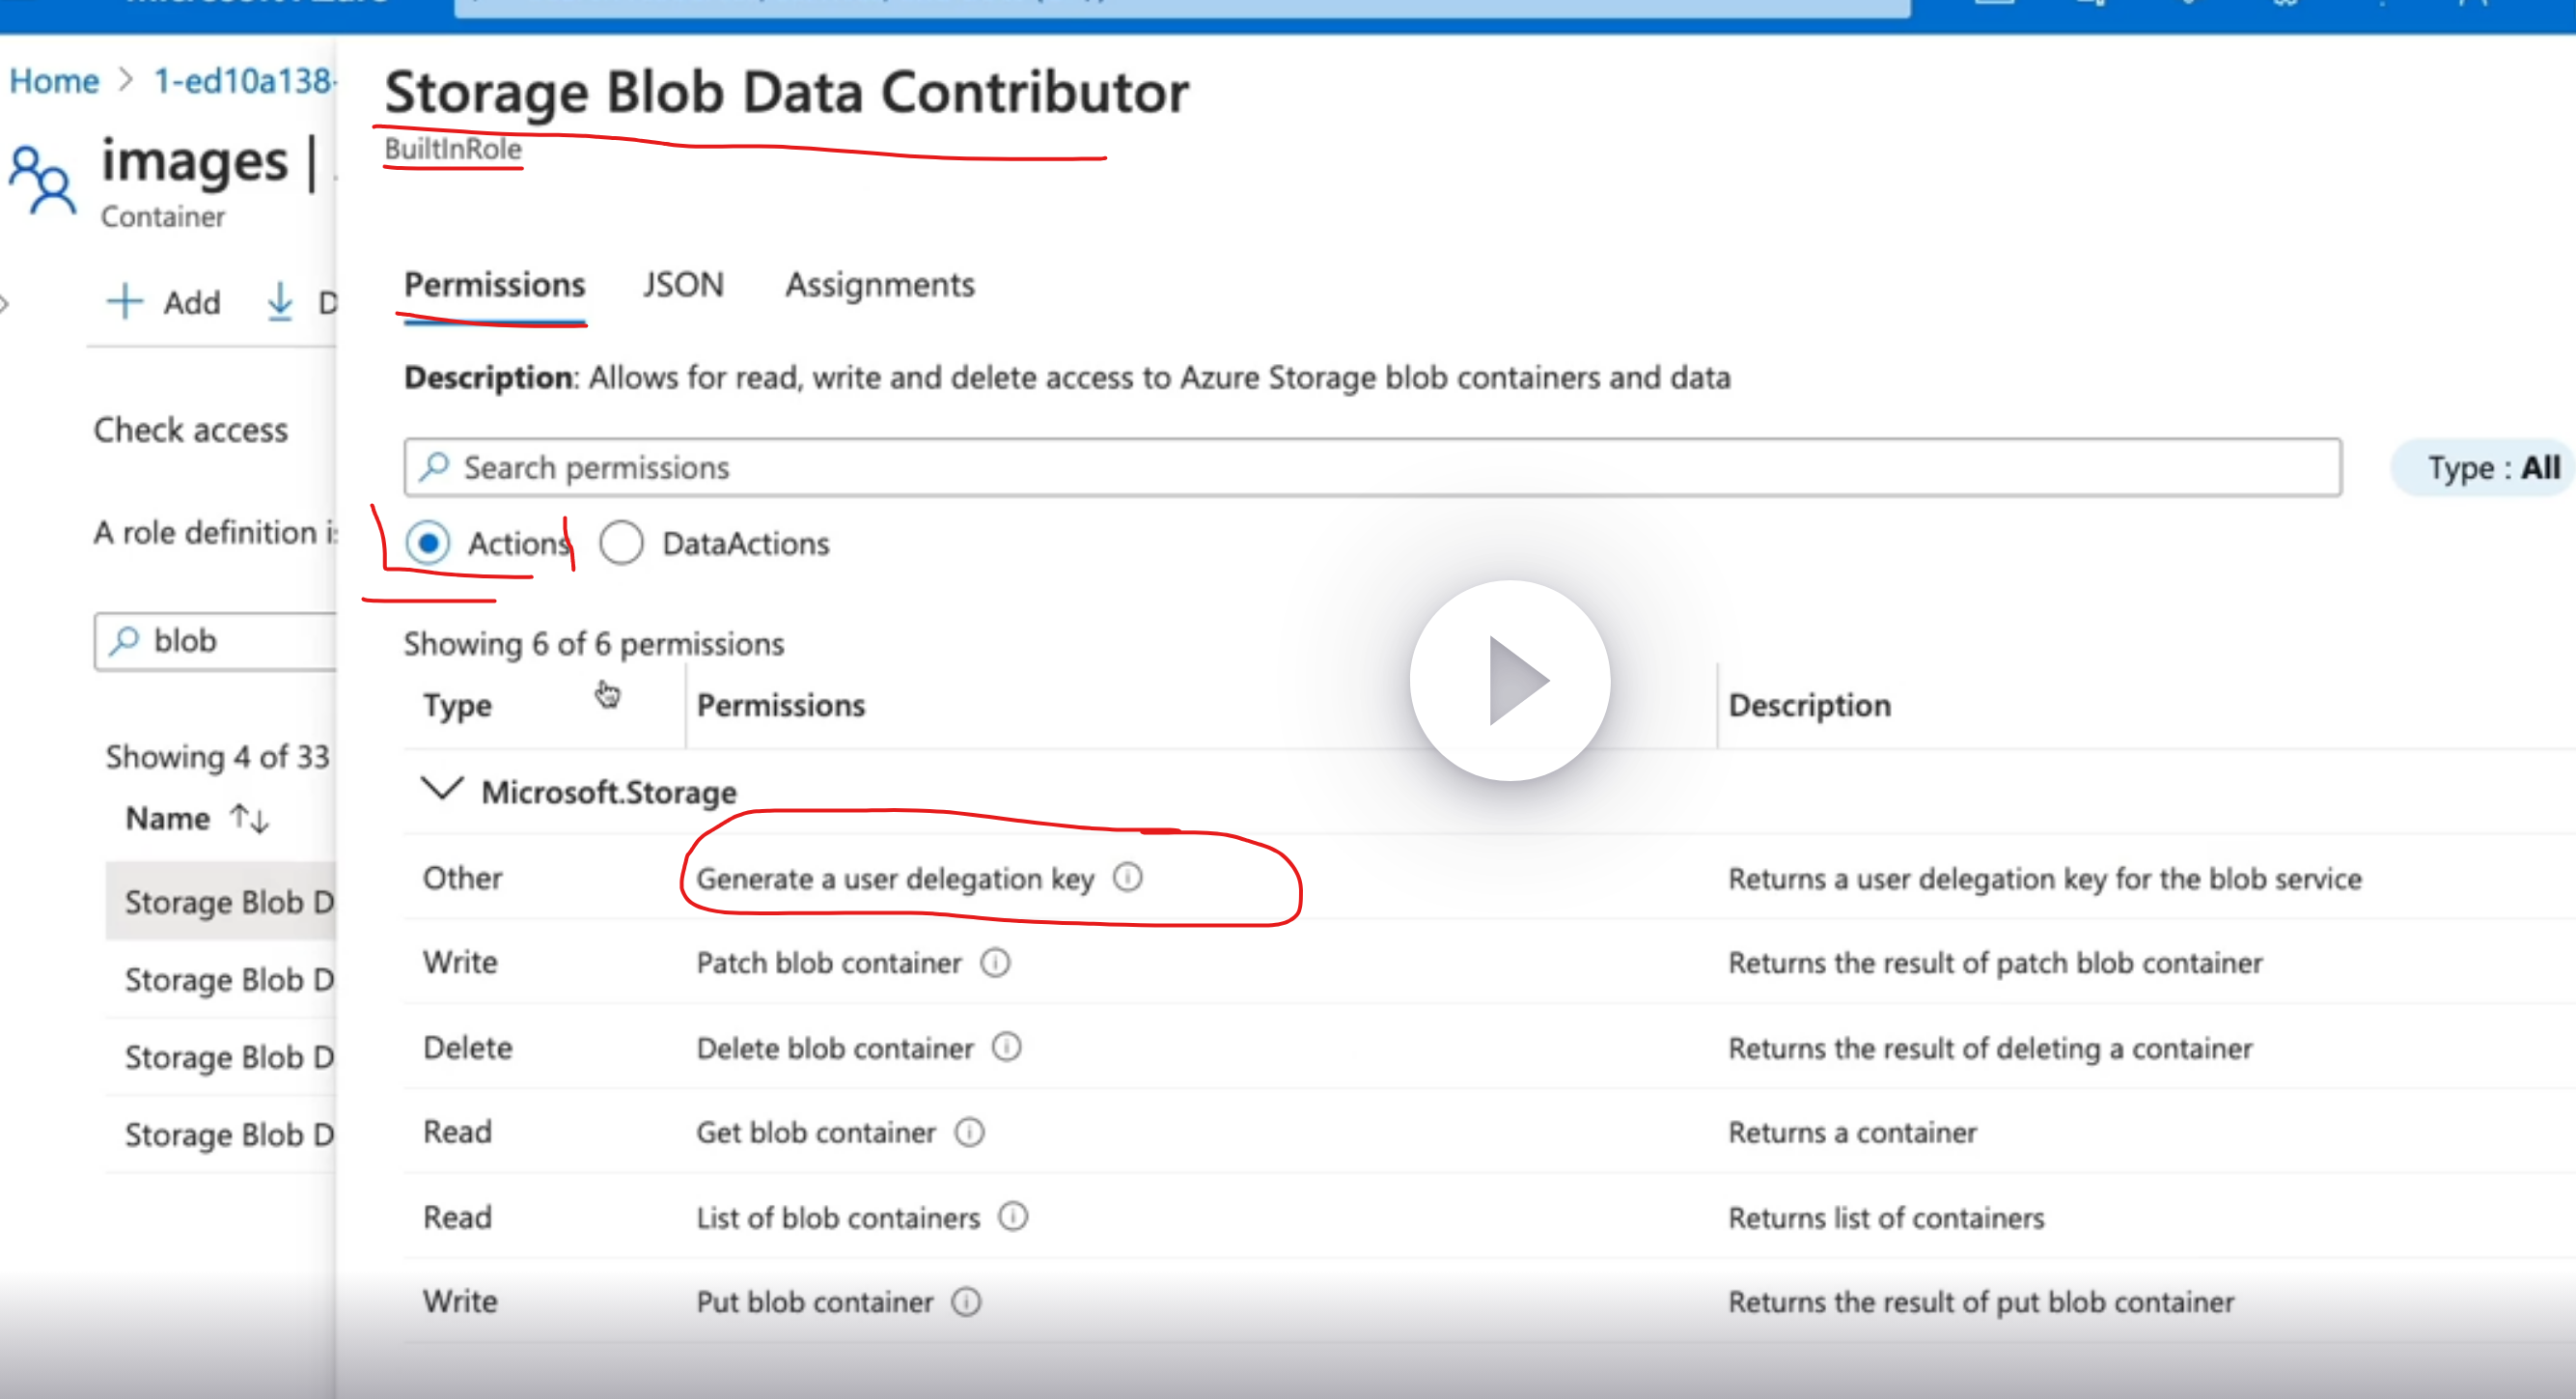 Home > 1-ed10a138-
images |
Container
Add
Check access
A role definition
blob
Showing 4 of 33
Name
Storage Blob D
Storage Blob D
Storage Blob D
Storage Blob D
Storage Blob Data Contributor
BuiltInRole
Permissions JSON Assignments
Description: Allows for read, write and delete access to Azure Storage blob containers and data
Search permissions
Type : All
Actions DataActions
Showing 6 of 6 permissions
Type Permissions Description
Microsoft.Storage
Other Generate a user delegation key Returns a user delegation key for the blob service
Write Patch blob container Returns the result of patch blob container
Delete Delete blob container Returns the result of deleting a container
Read Get blob container Returns a container
Read List of blob containers Returns list of containers
Write Put blob container Returns the result of put blob container